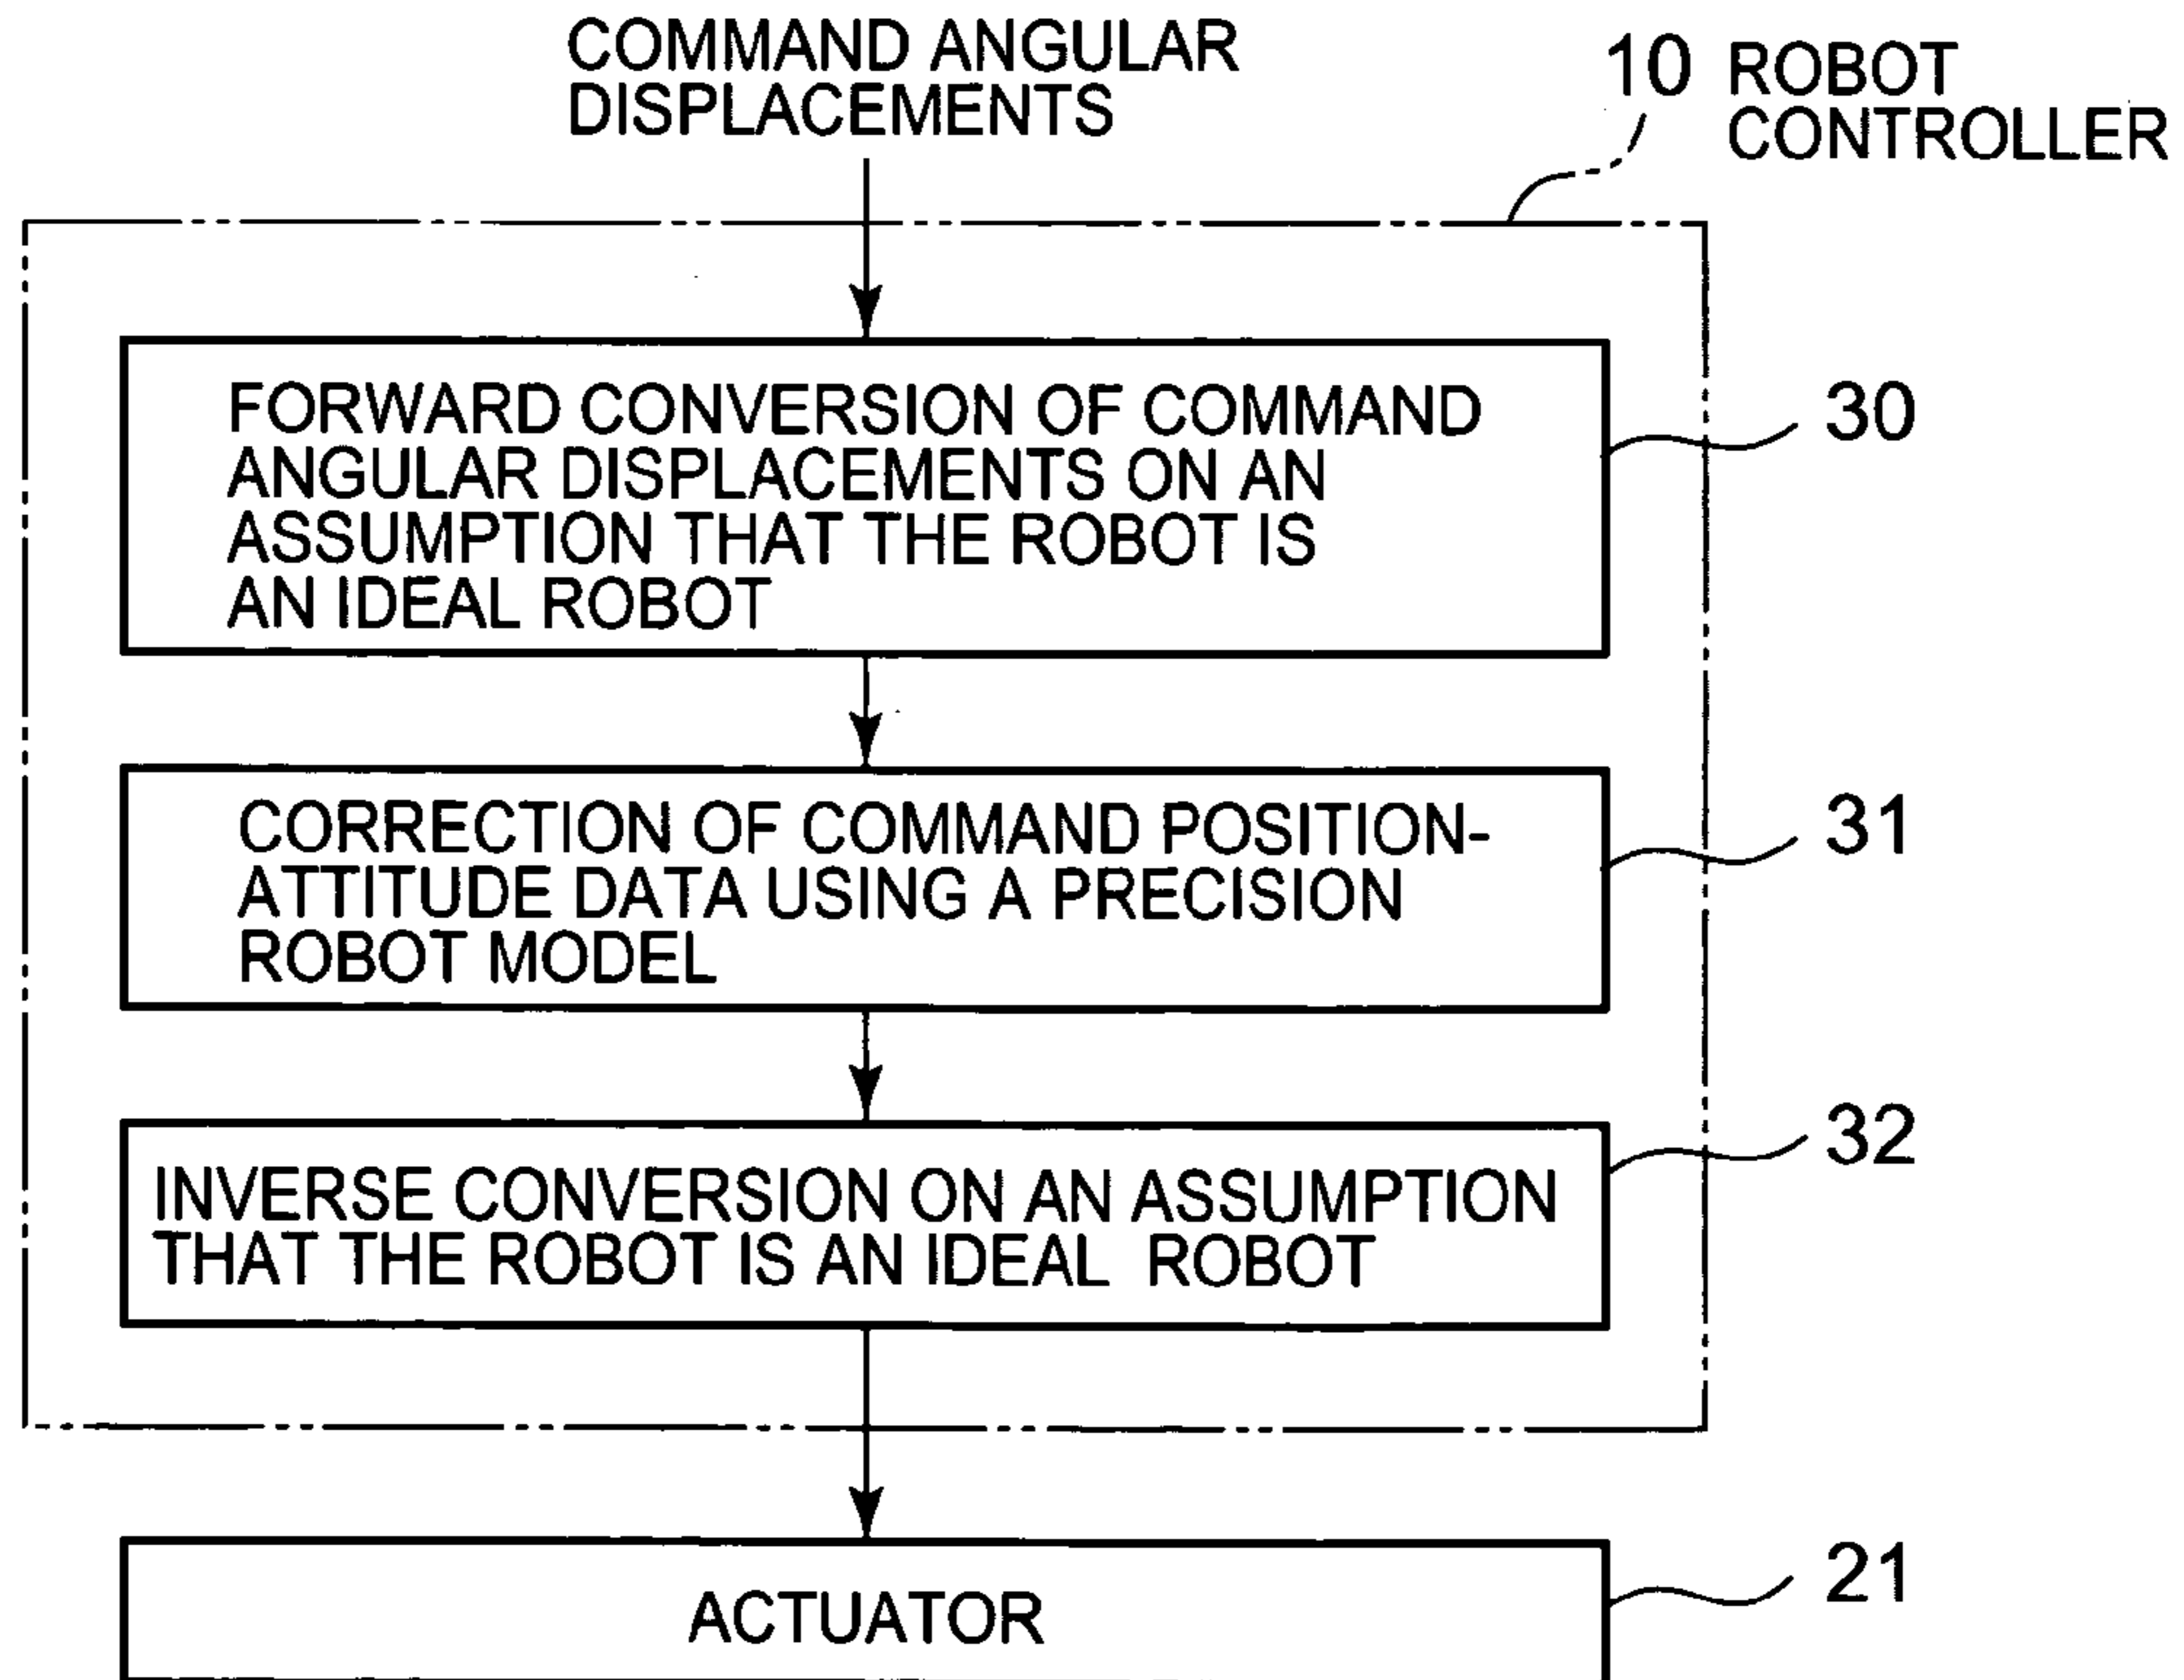 COMMAND ANGULAR
DISPLACEMENTS
10 ROBOT
CONTROLLER
FORWARD CONVERSION OF COMMAND
ANGULAR DISPLACEMENTS ON AN
ASSUMPTION THAT THE ROBOT IS
AN IDEAL ROBOT
30
CORRECTION OF COMMAND POSITION-
ATTITUDE DATA USING A PRECISION
ROBOT MODEL
31
INVERSE CONVERSION ON AN ASSUMPTION
THAT THE ROBOT IS AN IDEAL ROBOT
32
ACTUATOR
21